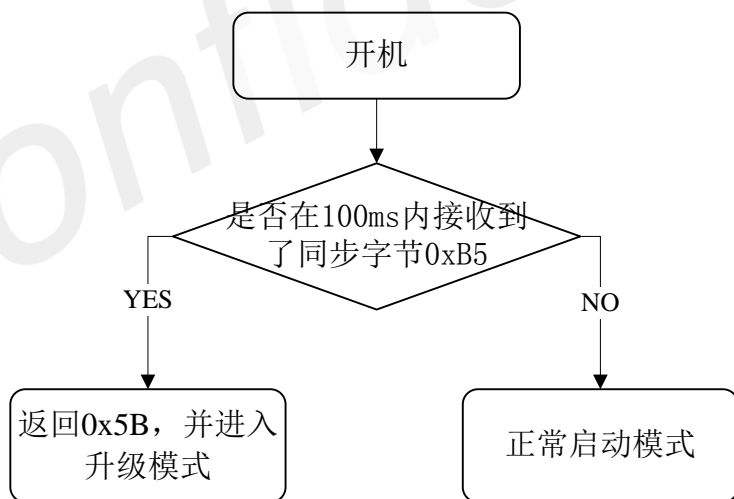 开机
是否在100ms内接收到
了同步字节0xB5
YES
NO
返回0x5B，并进入
升级模式
正常启动模式